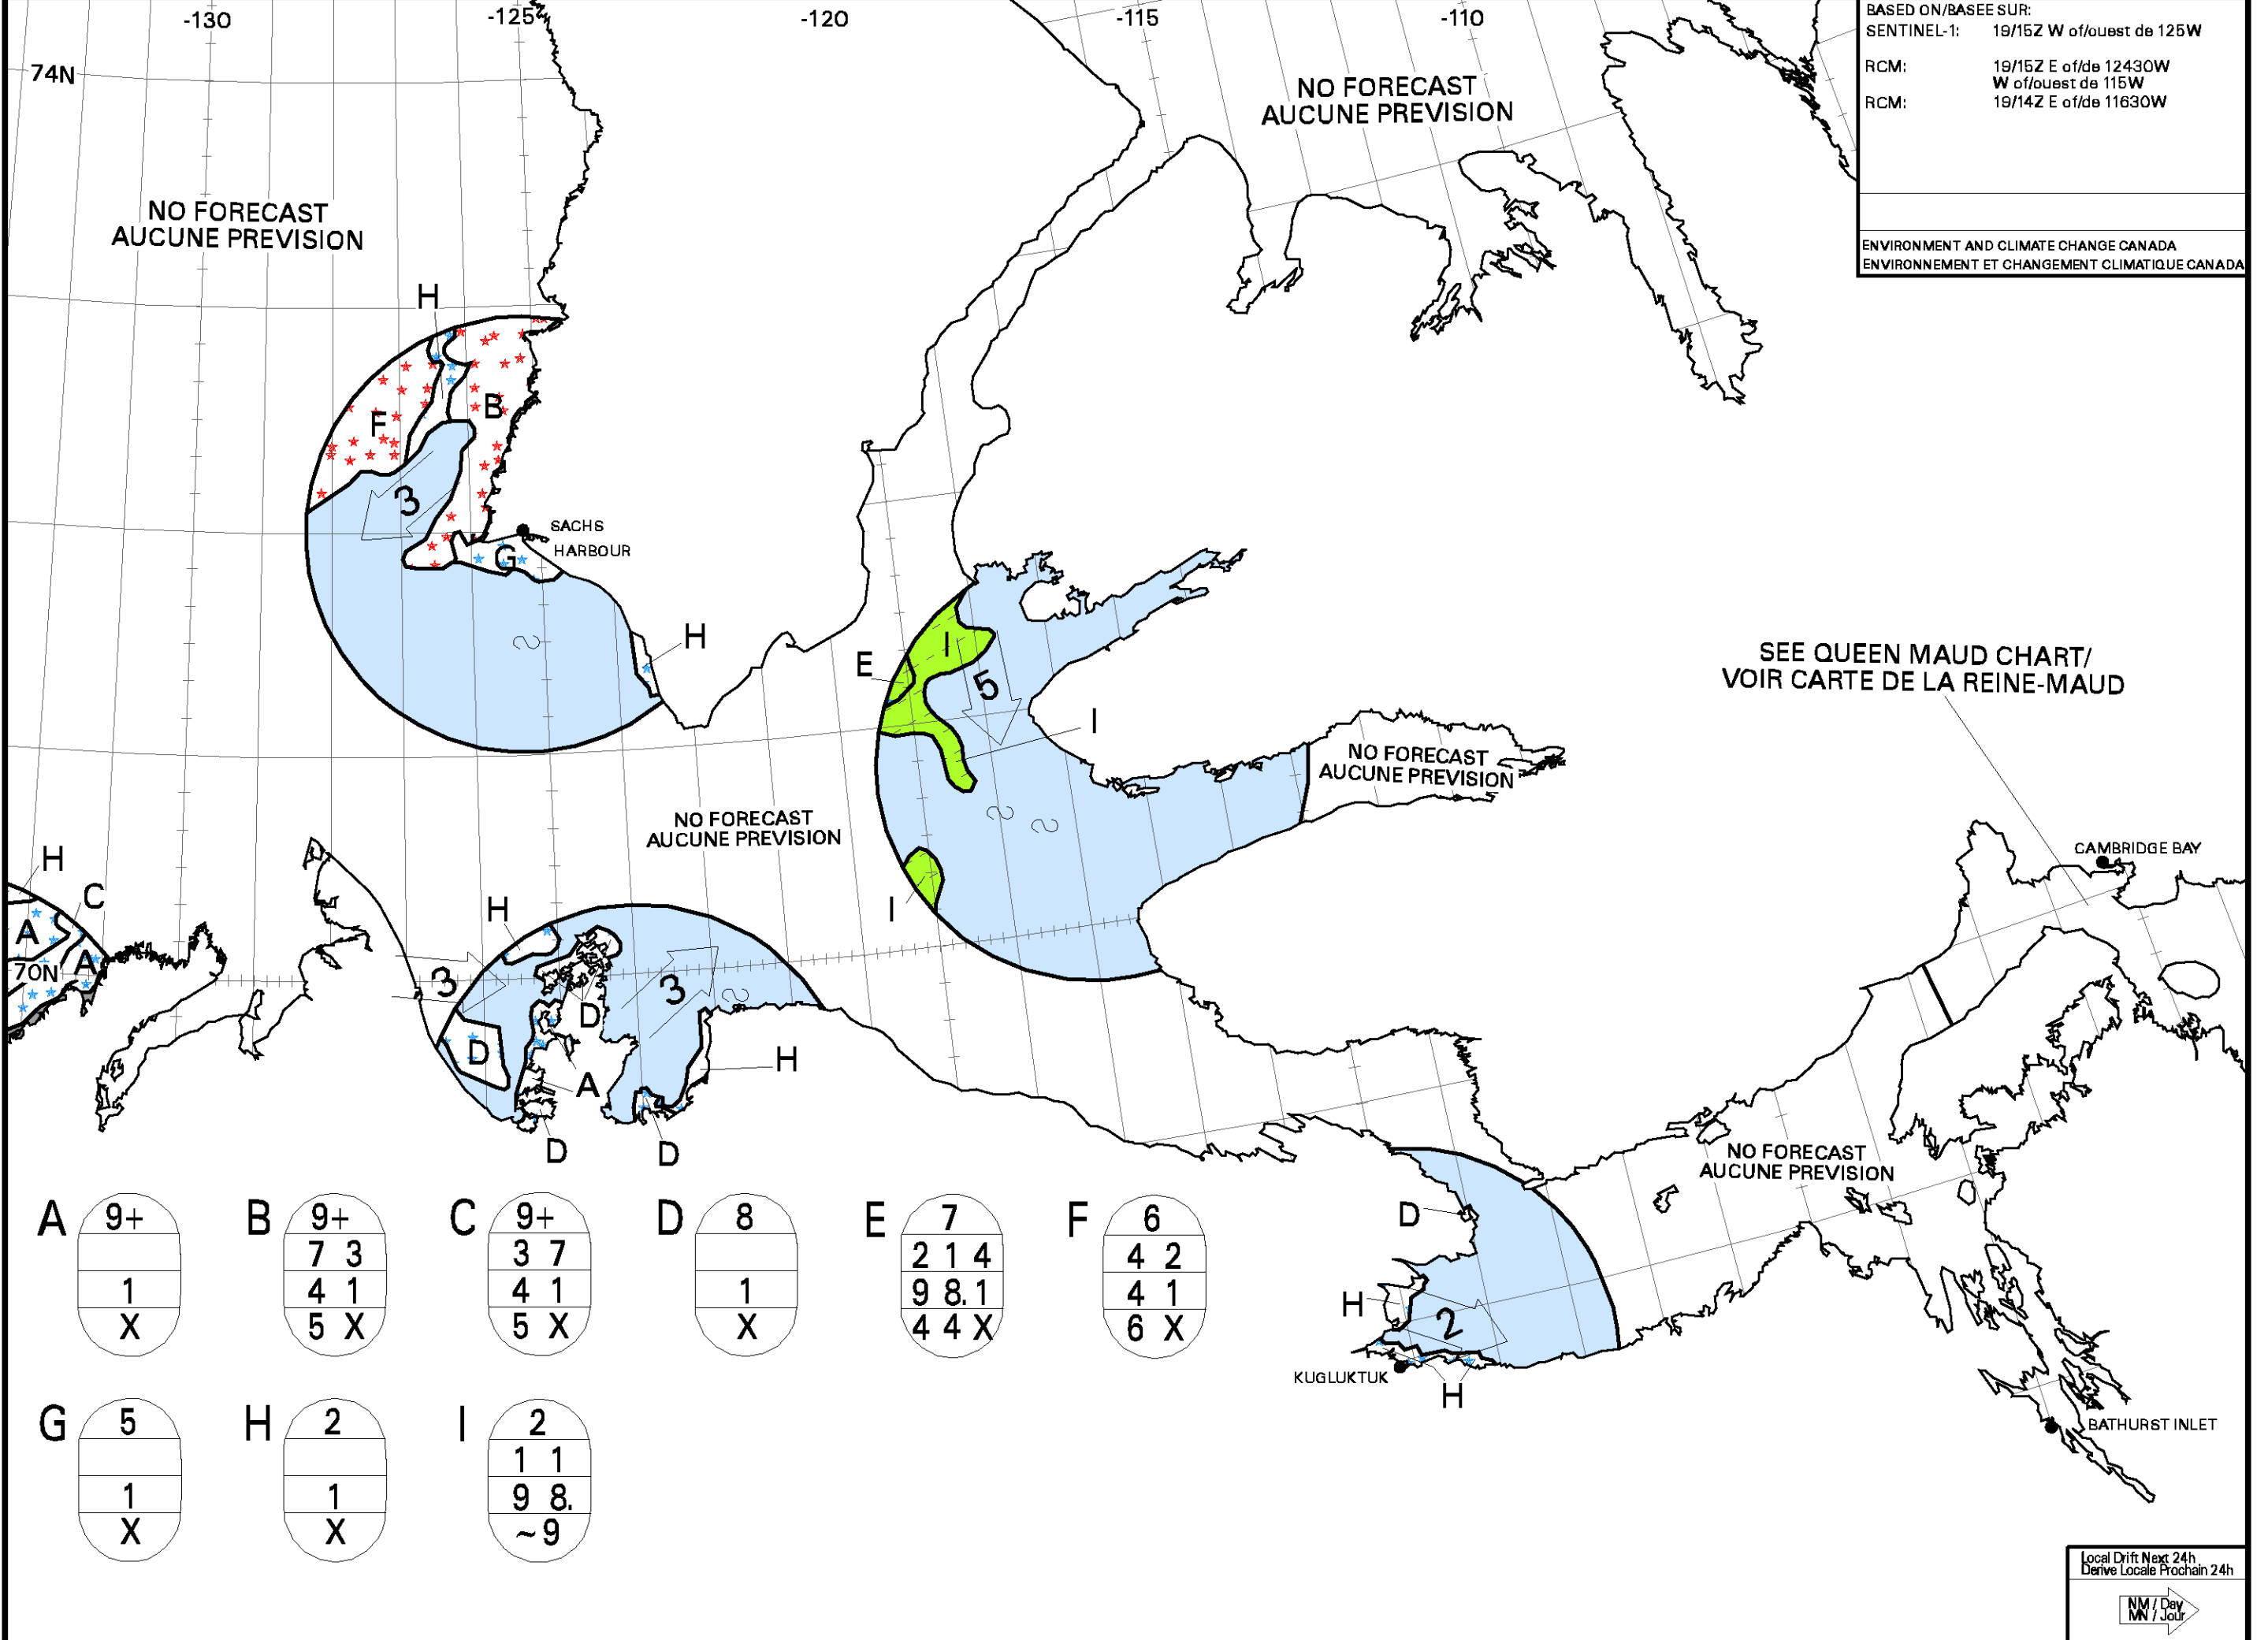 -130
-125
-120
-115
-110
BASED ON/BASEE SUR:
SENTINEL-1: 19/15Z W of/ouest de 125W
RCM: 19/15Z E of/de 12430W
W of/ouest de 115W
RCM: 19/14Z E of/de 11630W
ENVIRONMENT AND CLIMATE CHANGE CANADA
ENVIRONNEMENT ET CHANGEMENT CLIMATIQUE CANADA
74N
NO FORECAST
AUCUNE PREVISION
NO FORECAST
AUCUNE PREVISION
H
F
B
3
SACHS
HARBOUR
G
H
E
I
5
I
SEE QUEEN MAUD CHART/
VOIR CARTE DE LA REINE-MAUD
NO FORECAST
AUCUNE PREVISION
NO FORECAST
AUCUNE PREVISION
CAMBRIDGE BAY
H
C
A
70N
A
H
I
3
3
D
D
A
H
D
D
NO FORECAST
AUCUNE PREVISION
D
H
2
KUGLUKTUK
H
BATHURST INLET
A
9+
1
X
B
9+
7 3
4 1
5 X
C
9+
3 7
4 1
5 X
D
8
1
X
E
7
2 1 4
9 8. 1
4 4 X
F
6
4 2
4 1
6 X
G
5
1
X
H
2
1
X
I
2
1 1
9 8.
~9
Local Drift Next 24h
Derive Locale Prochain 24h
NM / Day
MN / Jour